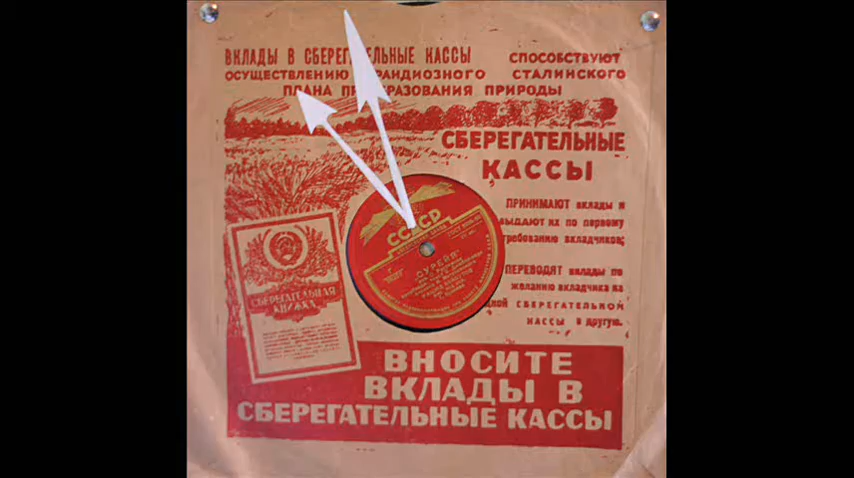 ВКЛАДЫ В СБЕРЕГАТЕЛЬНЫЕ КАССЫ СПОСОБСТВУЮТ
ОСУЩЕСТВЛЕНИЮ ГРАНДИОЗНОГО СТАЛИНСКОГО
ПЛАНА ПРЕОБРАЗОВАНИЯ ПРИРОДЫ
СБЕРЕГАТЕЛЬНЫЕ
КАССЫ
ПРИНИМАЮТ вклады и
выдают их по первому
требованию вкладчиков;
ПЕРЕВОДЯТ вклады по
желанию вкладчика из
одной СБЕРЕГАТЕЛЬНОЙ
КАССЫ в другую.
СССР
СБЕРЕГАТЕЛЬНАЯ
КНИЖКА
ВНОСИТЕ
ВКЛАДЫ В
СБЕРЕГАТЕЛЬНЫЕ КАССЫ